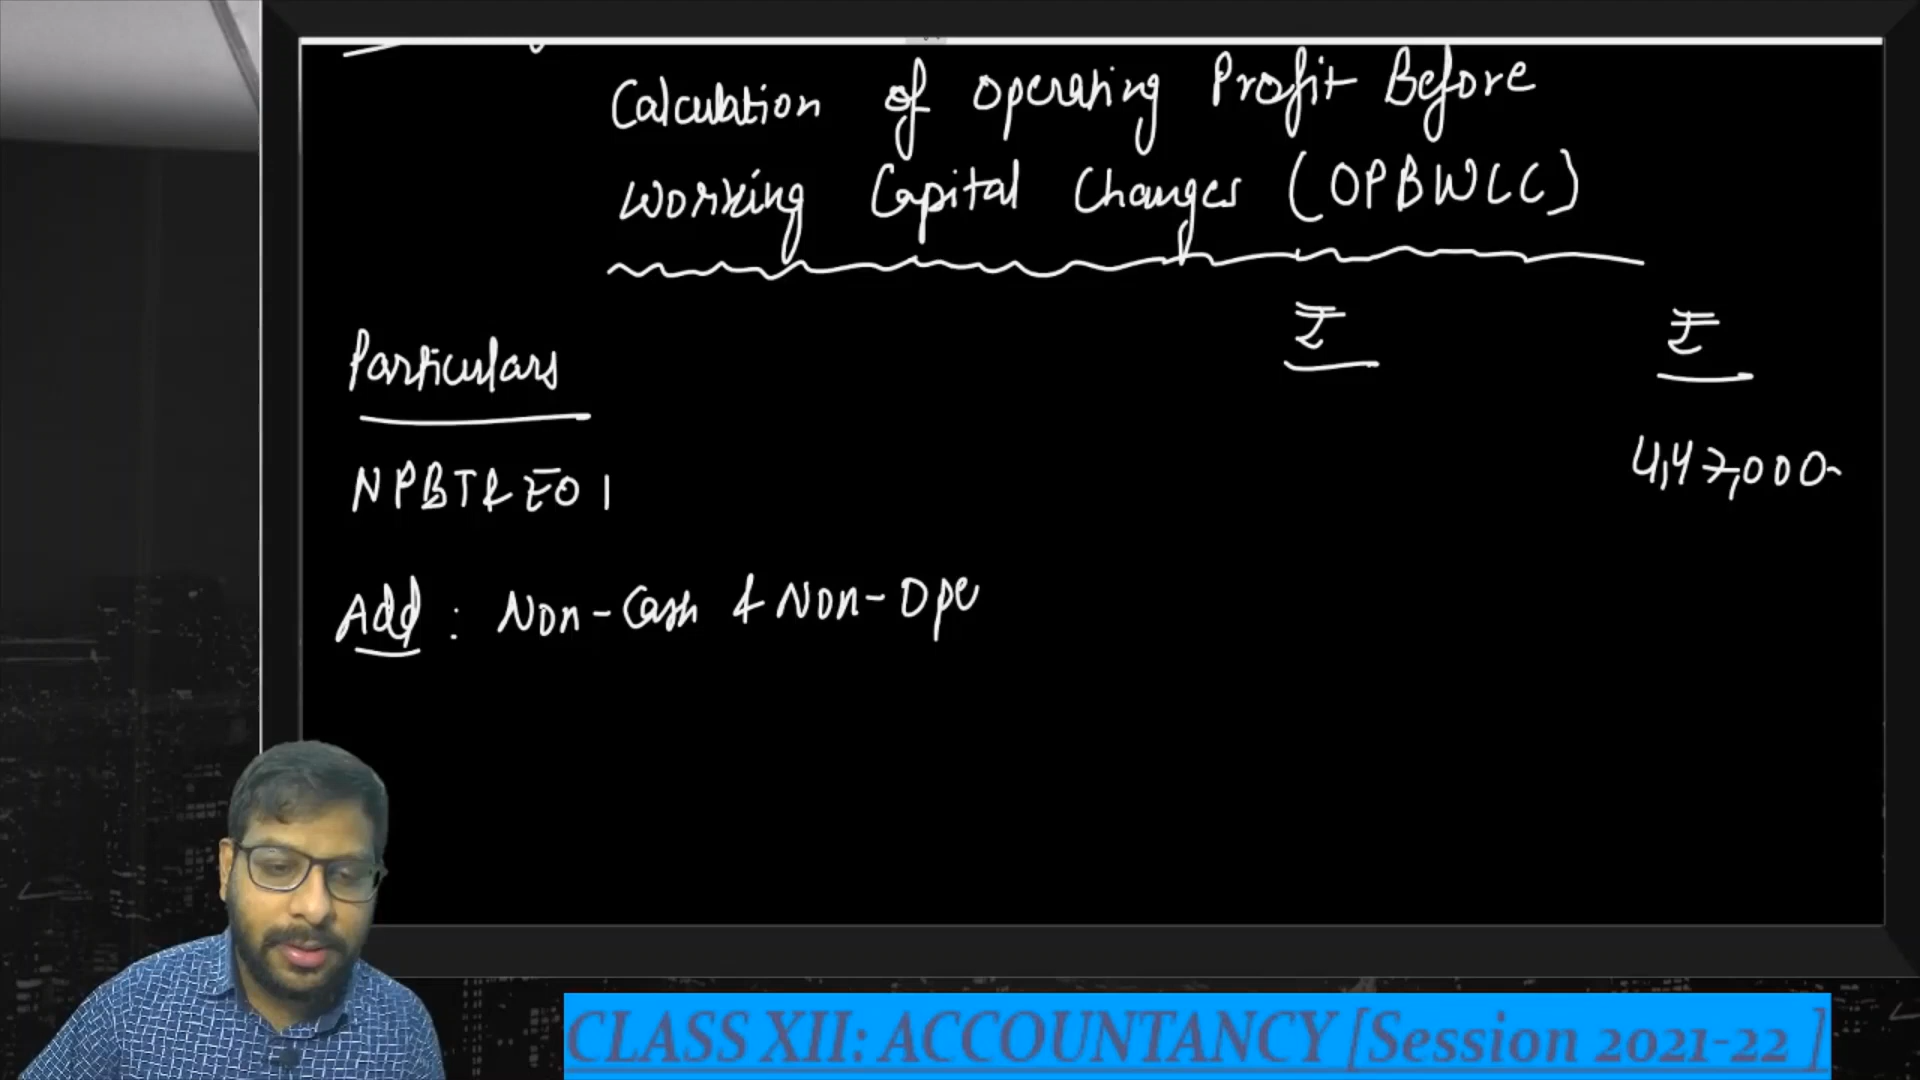 Calculation of Operating Profit Before
Working Capital Changes (OPBWCC)
₹ ₹
Particulars
NPBT&EOI 4,47,000
Add : Non-Cash & Non-Ope
CLASS XII: ACCOUNTANCY [Session 2021-22 ]